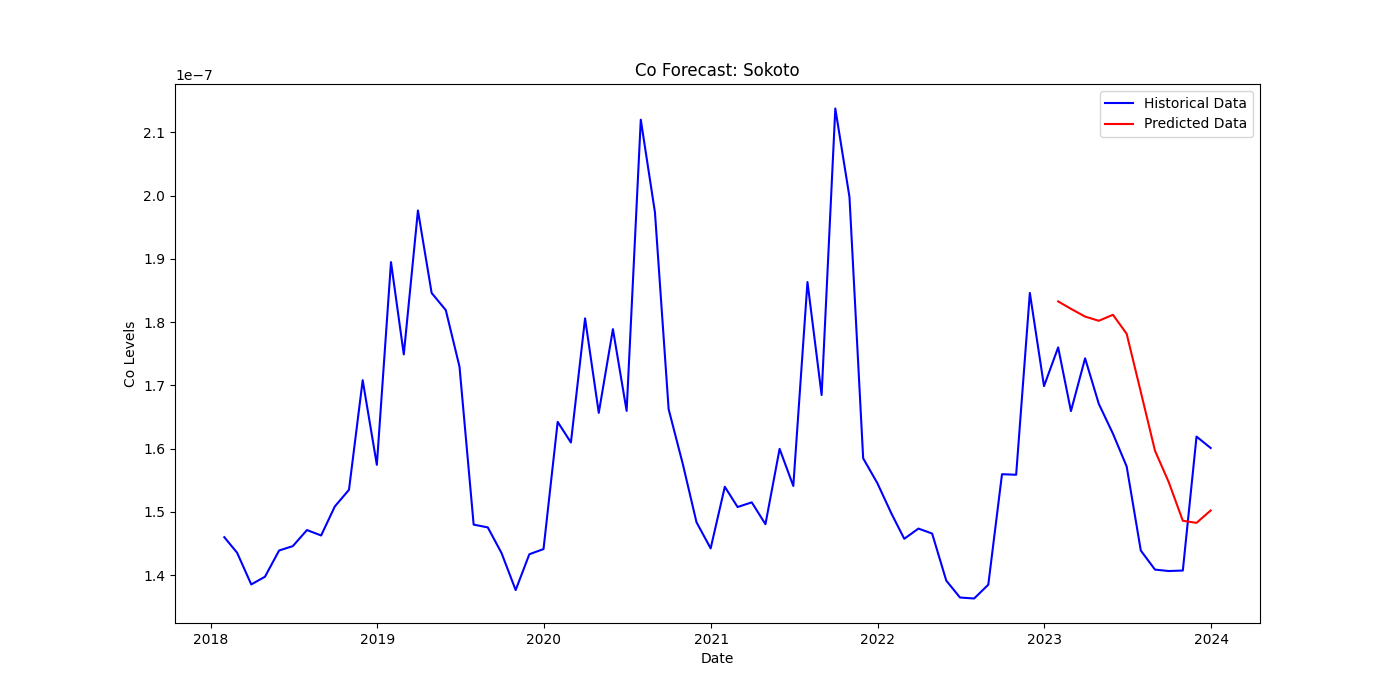 Co Forecast: Sokoto
1e−7
Historical Data
Predicted Data
2.1
2.0
1.9
1.8
1.7
1.6
1.5
1.4
Co Levels
2018 2019 2020 2021 2022 2023 2024
Date